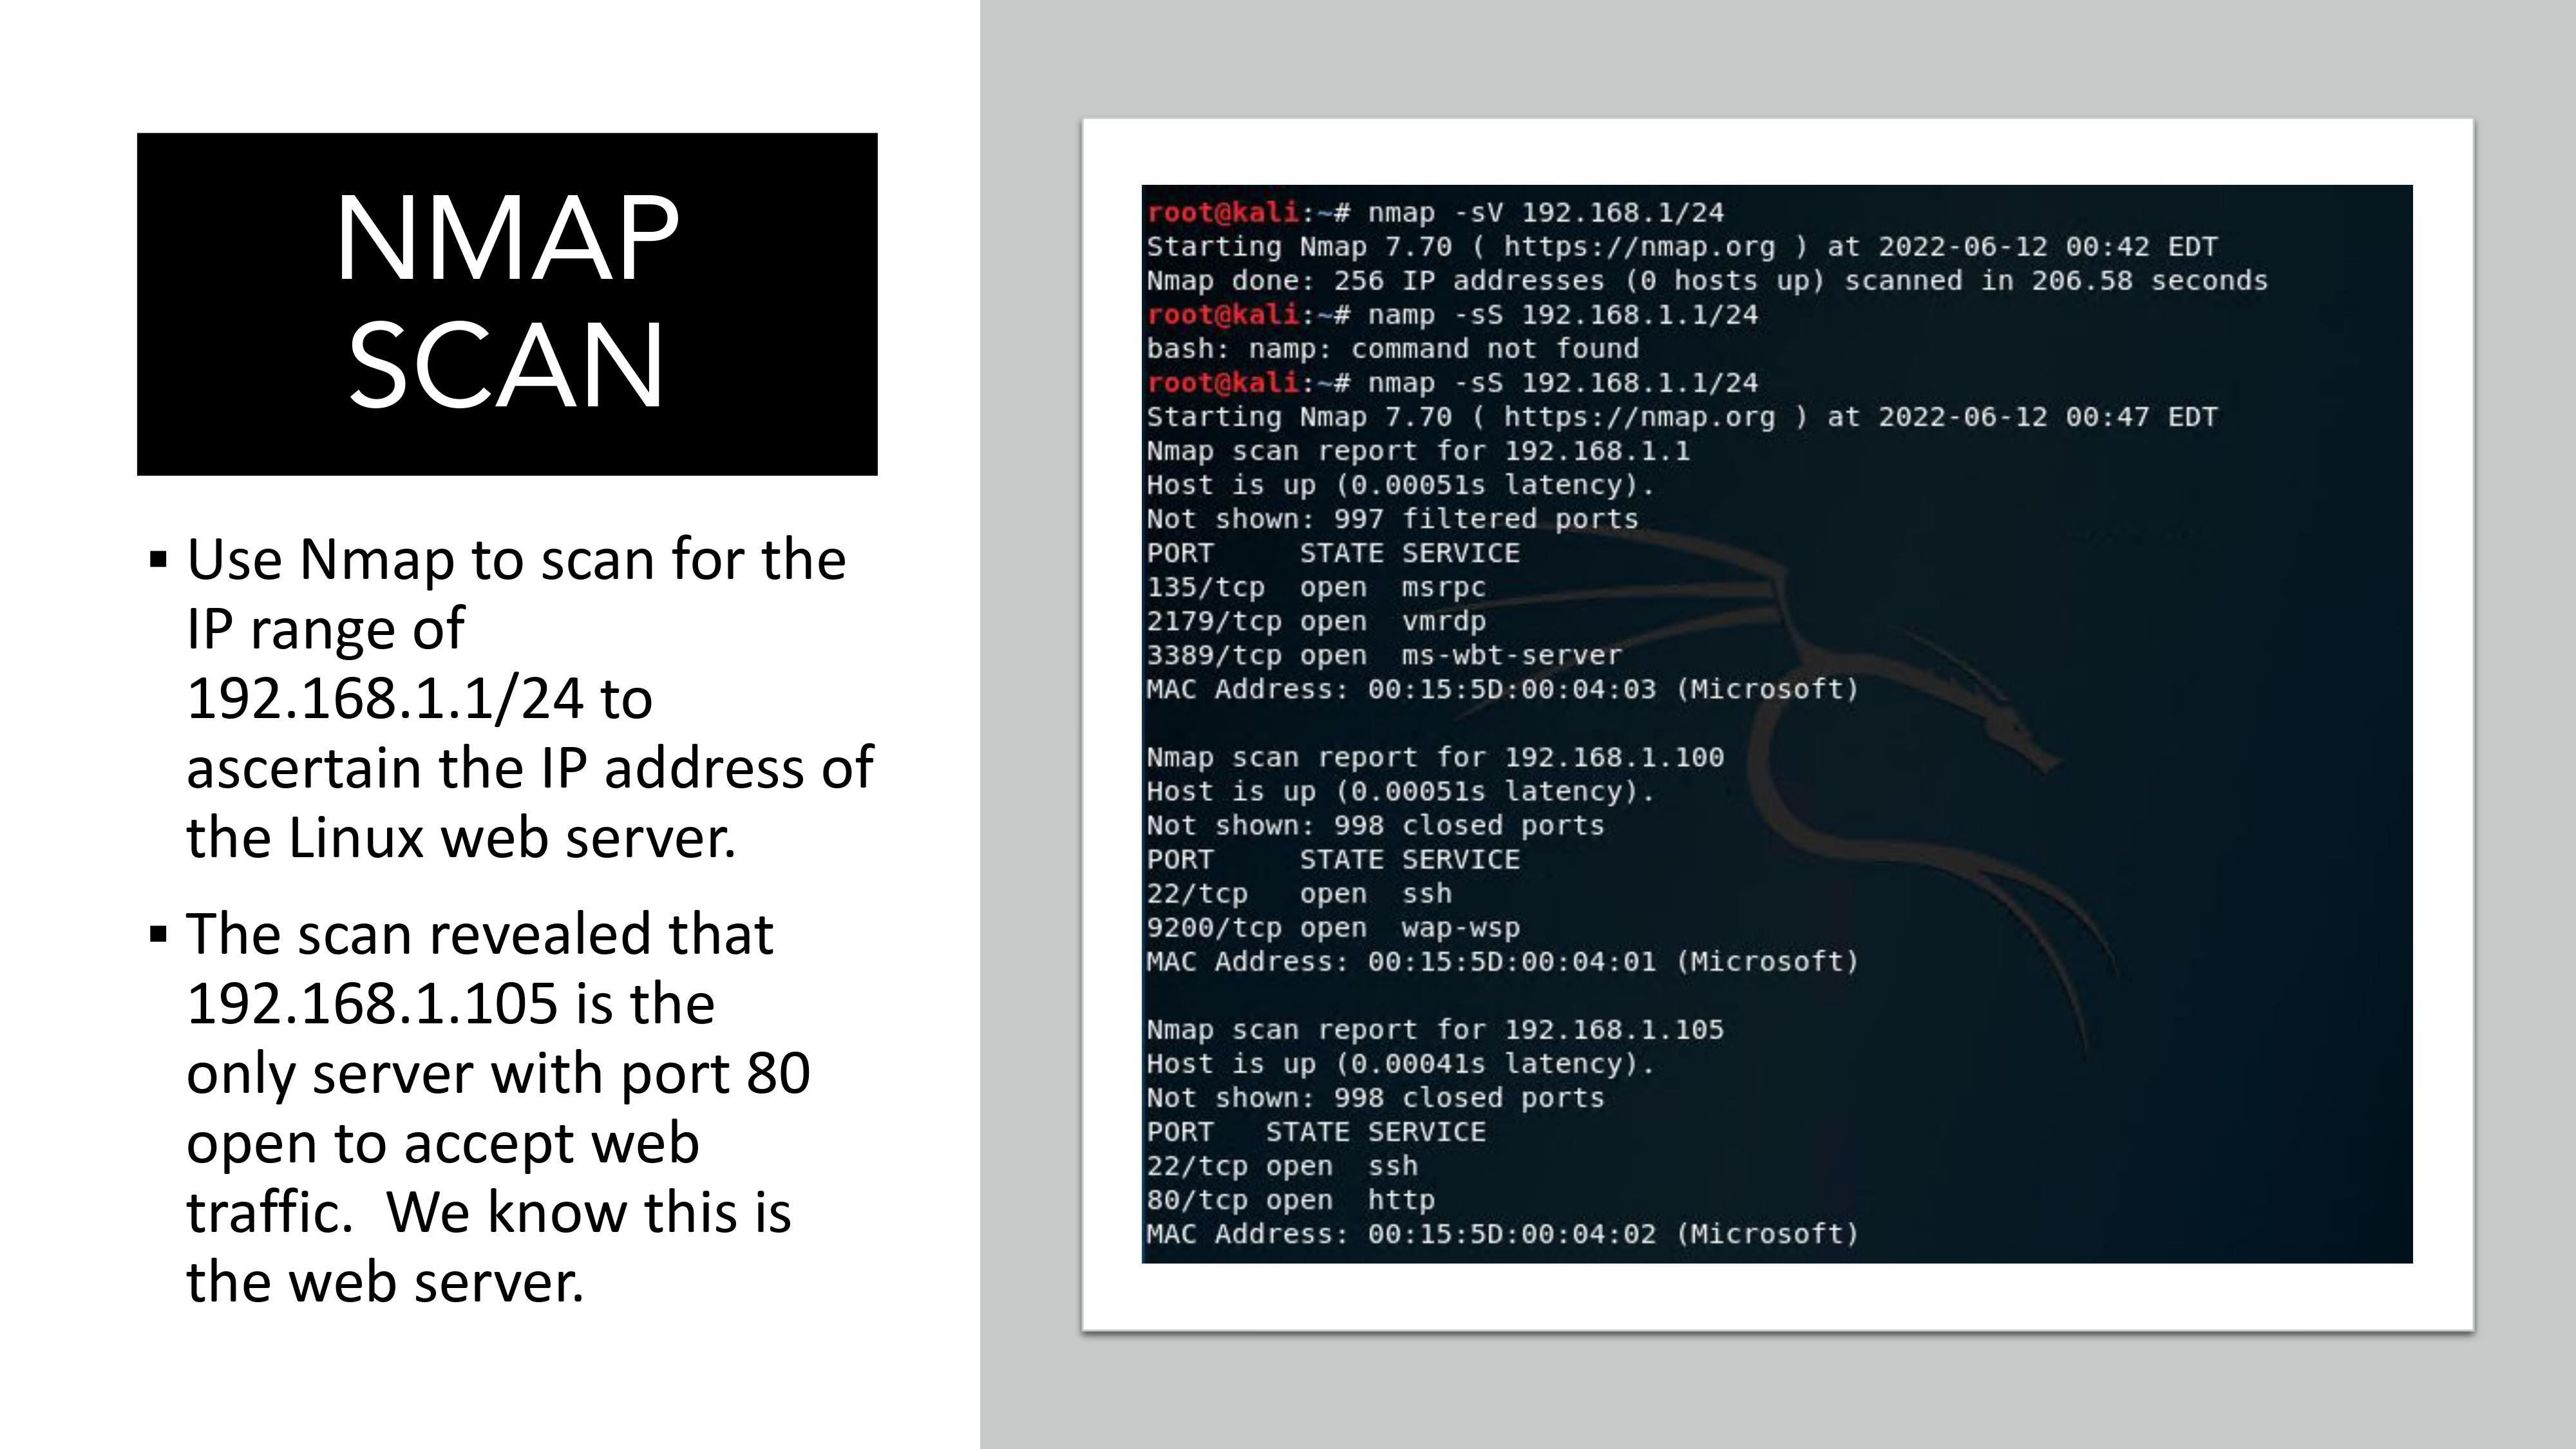 NMAP
SCAN
▪ Use Nmap to scan for the
IP range of
192.168.1.1/24 to
ascertain the IP address of
the Linux web server.
▪ The scan revealed that
192.168.1.105 is the
only server with port 80
open to accept web
traffic.  We know this is
the web server.
root@kali:~# nmap -sV 192.168.1/24
Starting Nmap 7.70 ( https://nmap.org ) at 2022-06-12 00:42 EDT
Nmap done: 256 IP addresses (0 hosts up) scanned in 206.58 seconds
root@kali:~# namp -sS 192.168.1.1/24
bash: namp: command not found
root@kali:~# nmap -sS 192.168.1.1/24
Starting Nmap 7.70 ( https://nmap.org ) at 2022-06-12 00:47 EDT
Nmap scan report for 192.168.1.1
Host is up (0.00051s latency).
Not shown: 997 filtered ports
PORT     STATE SERVICE
135/tcp  open  msrpc
2179/tcp open  vmrdp
3389/tcp open  ms-wbt-server
MAC Address: 00:15:5D:00:04:03 (Microsoft)
Nmap scan report for 192.168.1.100
Host is up (0.00051s latency).
Not shown: 998 closed ports
PORT     STATE SERVICE
22/tcp   open  ssh
9200/tcp open  wap-wsp
MAC Address: 00:15:5D:00:04:01 (Microsoft)
Nmap scan report for 192.168.1.105
Host is up (0.00041s latency).
Not shown: 998 closed ports
PORT   STATE SERVICE
22/tcp open  ssh
80/tcp open  http
MAC Address: 00:15:5D:00:04:02 (Microsoft)